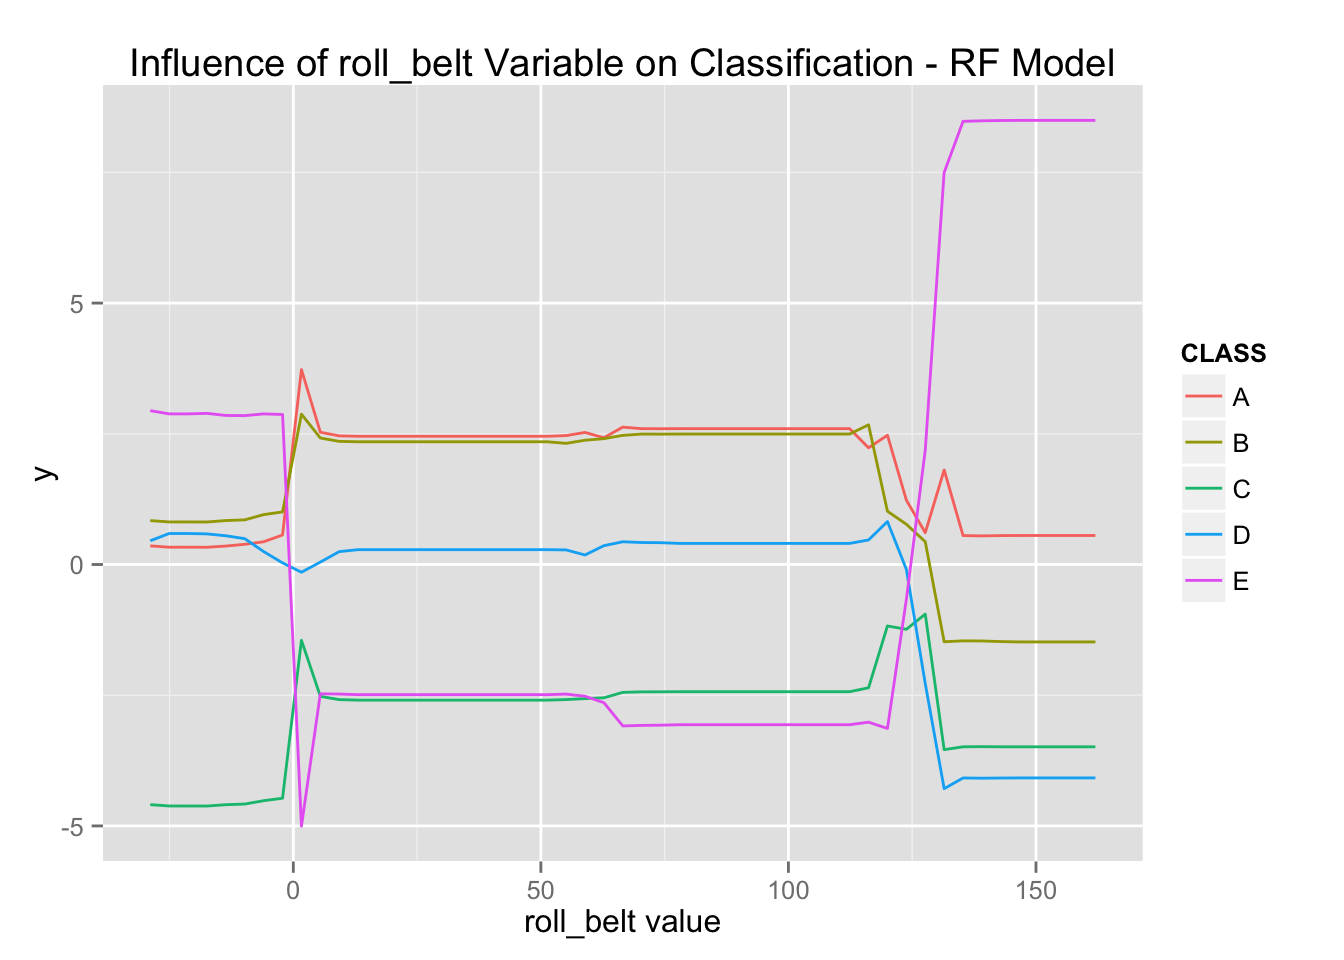 Influence of roll_belt Variable on Classification - RF Model
y
5
0
-5
0 50 100 150
roll_belt value
CLASS
A
B
C
D
E